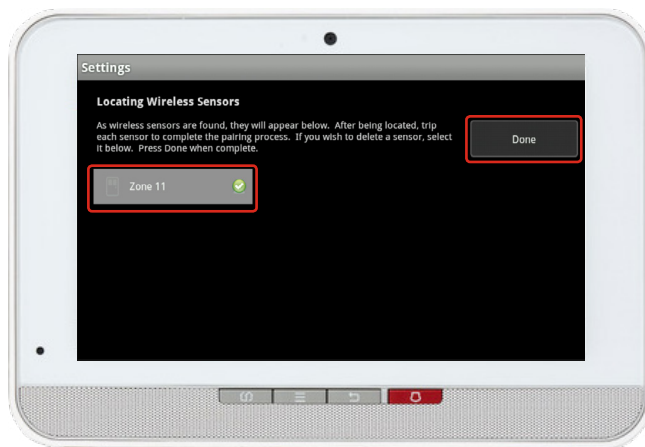 Settings
Locating Wireless Sensors
As wireless sensors are found, they will appear below.  After being located, trip
each sensor to complete the pairing process.  If you wish to delete a sensor, select
it below.  Press Done when complete.
Done
Zone 11